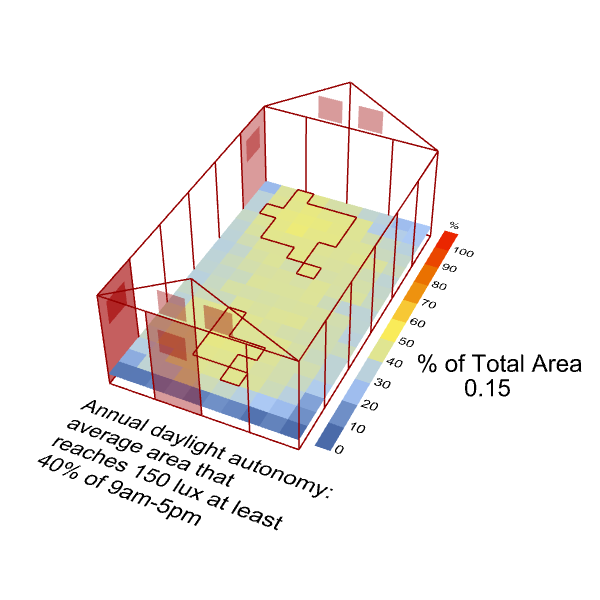 %
100
90
80
70
60
50
40
30
20
10
0
% of Total Area
0.15
Annual daylight autonomy:
average area that
reaches 150 lux at least
40% of 9am-5pm